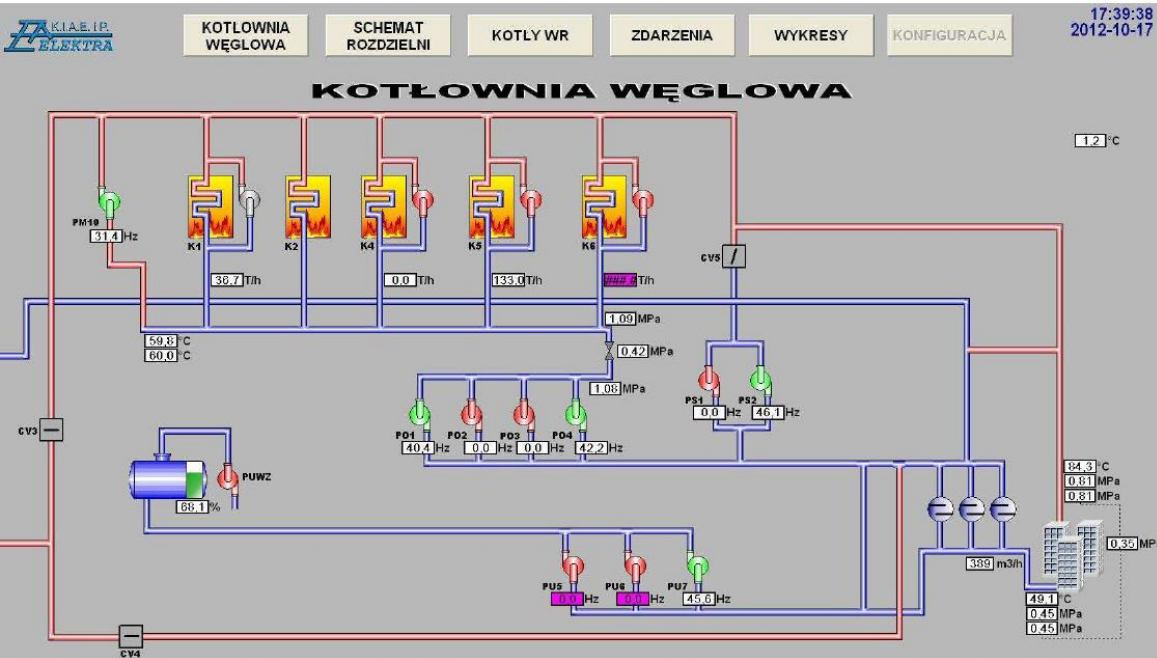 K.I.A.E.I P.
ELEKTRA
KOTLOWNIA
WĘGLOWA
SCHEMAT
ROZDZIELNI
KOTLY WR
ZDARZENIA
WYKRESY
KONFIGURACJA
17:39:38
2012-10-17
KOTŁOWNIA WĘGLOWA
1,2 °C
PM10
31,4 Hz
K1
K2
K4
K5
K6
CV5
36,7 T/h
0,0 T/h
133,0 T/h
###,# T/h
1,09 MPa
59,8 °C
60,0 °C
0,42 MPa
1,08 MPa
PS1
0,0 Hz
PS2
46,1 Hz
CV3
PO1
40,4 Hz
PO2
0,0 Hz
PO3
0,0 Hz
PO4
42,2 Hz
PUWZ
68,1 %
84,3 °C
0,81 MPa
0,81 MPa
0,35 MP
389 m3/h
PU5
0,0 Hz
PU6
0,0 Hz
PU7
45,6 Hz
49,1 °C
0,45 MPa
0,45 MPa
CV4